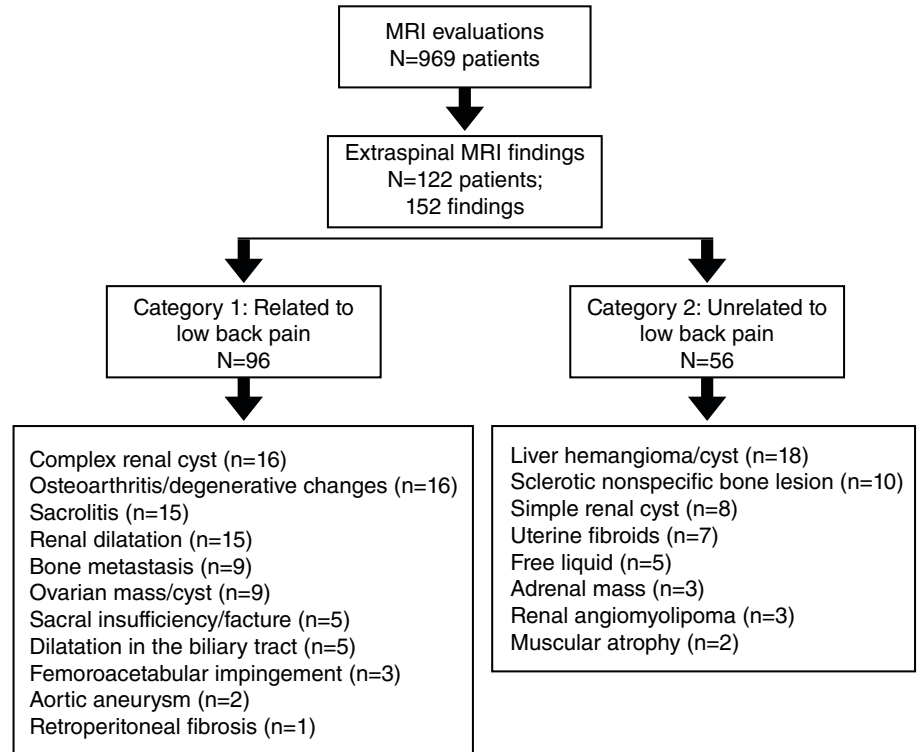 MRI evaluations
N=969 patients
Extraspinal MRI findings
N=122 patients;
152 findings
Category 1: Related to
low back pain
N=96
Category 2: Unrelated to
low back pain
N=56
Complex renal cyst (n=16)
Osteoarthritis/degenerative changes (n=16)
Sacrolitis (n=15)
Renal dilatation (n=15)
Bone metastasis (n=9)
Ovarian mass/cyst (n=9)
Sacral insufficiency/facture (n=5)
Dilatation in the biliary tract (n=5)
Femoroacetabular impingement (n=3)
Aortic aneurysm (n=2)
Retroperitoneal fibrosis (n=1)
Liver hemangioma/cyst (n=18)
Sclerotic nonspecific bone lesion (n=10)
Simple renal cyst (n=8)
Uterine fibroids (n=7)
Free liquid (n=5)
Adrenal mass (n=3)
Renal angiomyolipoma (n=3)
Muscular atrophy (n=2)